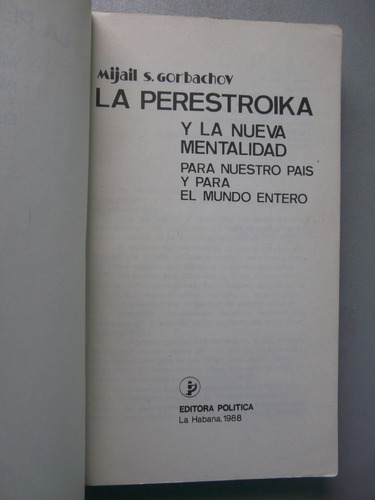 Mijail S. Gorbachov
LA PERESTROIKA
Y LA NUEVA
MENTALIDAD
PARA NUESTRO PAIS
Y PARA
EL MUNDO ENTERO
EDITORA POLITICA
La Habana, 1988